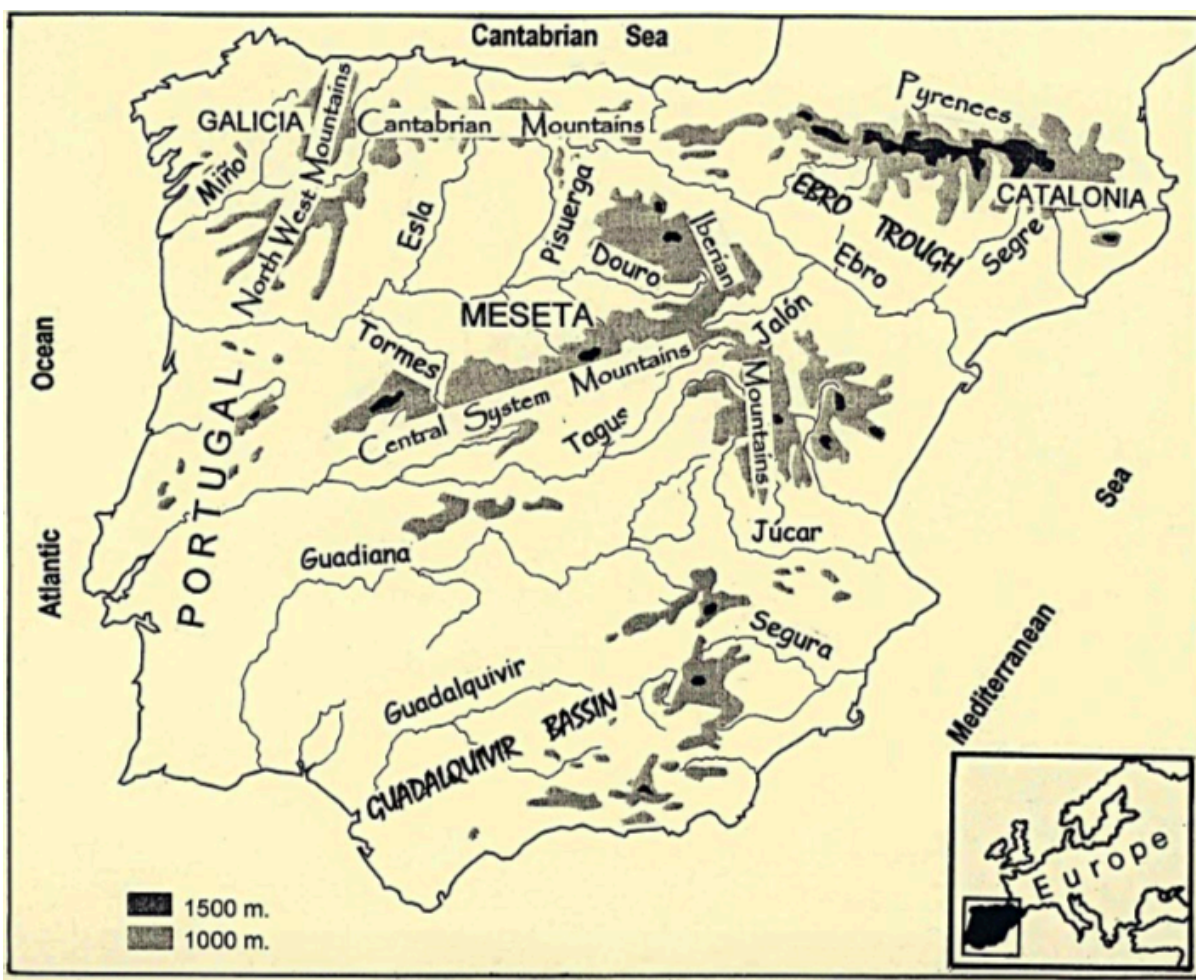 Cantabrian Sea
Pyrenees
GALICIA
North West Mountains
Cantabrian Mountains
Miño
Esla
Pisuerga
Douro
Iberian Mountains
EBRO TROUGH
CATALONIA
Segre
Ebro
MESETA
Jalón
Tormes
Central System Mountains
Tagus
Ocean
Atlantic
PORTUGAL
Sea
Mediterranean
Guadiana
Júcar
Segura
Guadalquivir
GUADALQUIVIR BASSIN
1500 m.
1000 m.
Europe